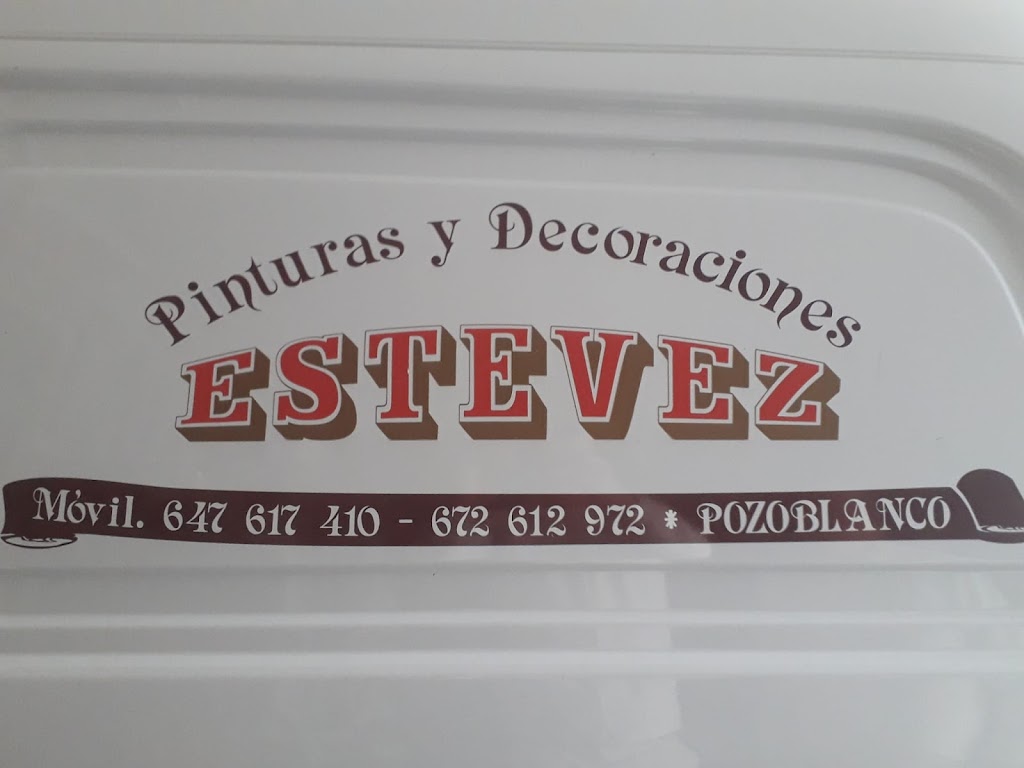 Pinturas y Decoraciones
ESTEVEZ
Móvil. 647 617 410 - 672 612 972 * POZOBLANCO